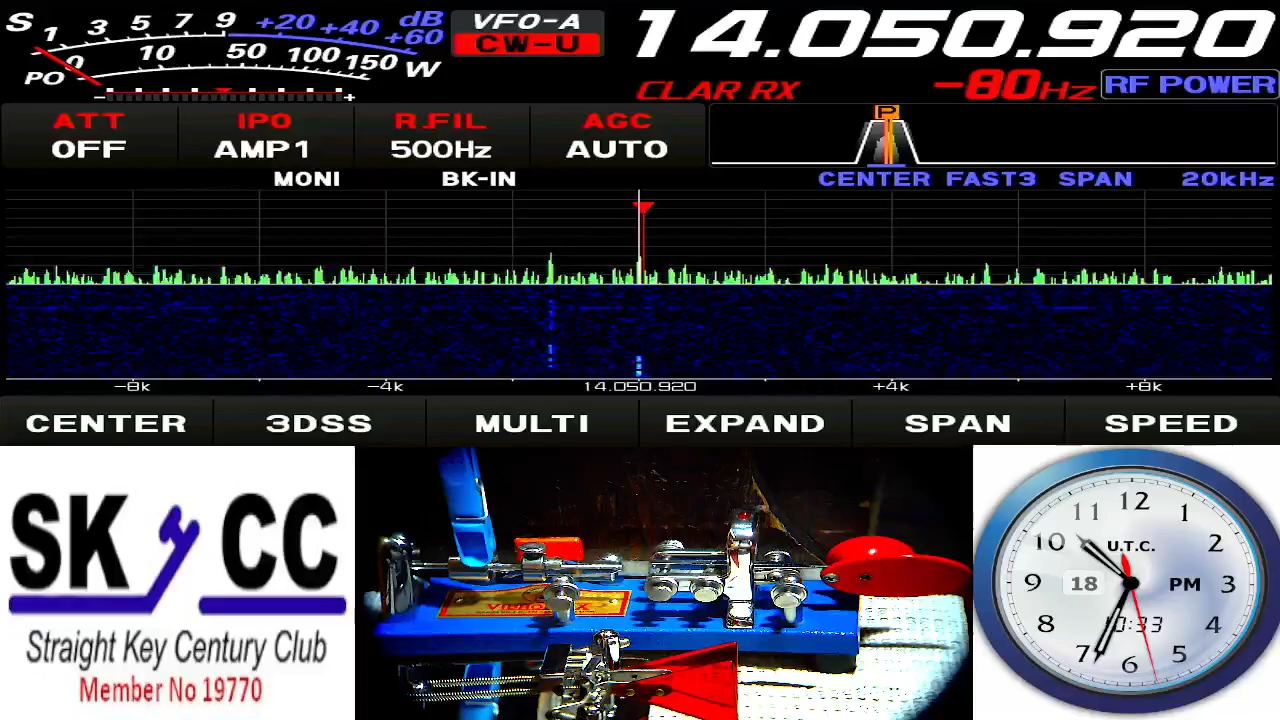 S 1 3 5 7 9 +20 +40 +60 dB
PO 0 10 50 100 150 W
- +
VFO-A
CW-U
14.050.920
CLAR RX -80Hz RF POWER
ATT IPO R.FIL AGC
OFF AMP1 500Hz AUTO
P
MONI BK-IN
CENTER FAST3 SPAN 20kHz
-8k -4k 14.050.920 +4k +8k
CENTER 3DSS MULTI EXPAND SPAN SPEED
SKCC
Straight Key Century Club
Member No 19770
12 1 2 3 4 5 6 7 8 9 10 11
U.T.C.
18 PM
10:33